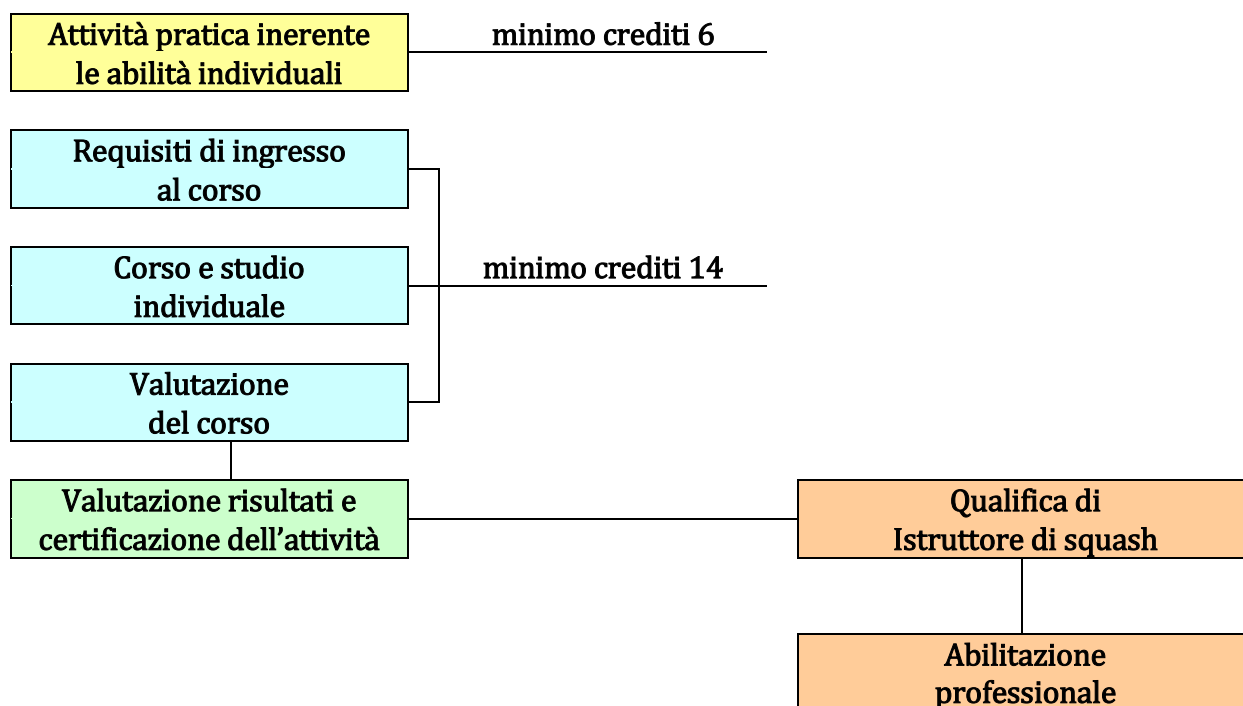 Attività pratica inerente
le abilità individuali
minimo crediti 6
Requisiti di ingresso
al corso
Corso e studio
individuale
minimo crediti 14
Valutazione
del corso
Valutazione risultati e
certificazione dell’attività
Qualifica di
Istruttore di squash
Abilitazione
professionale